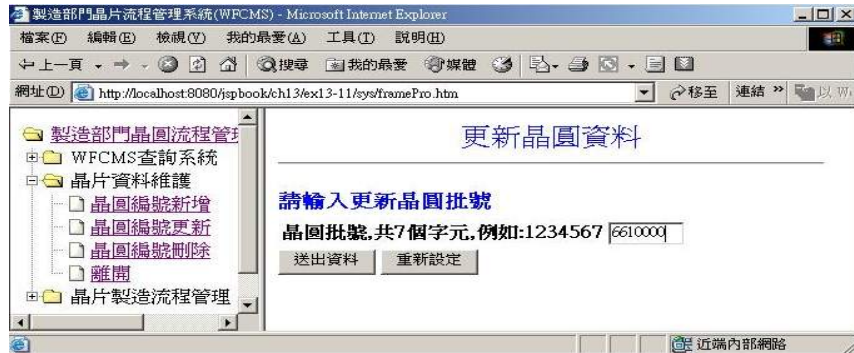 製造部門晶片流程管理系統(WFCMS) - Microsoft Internet Explorer
檔案(F) 編輯(E) 檢視(V) 我的最愛(A) 工具(T) 說明(H)
上一頁 搜尋 我的最愛 媒體
網址(D) http://localhost:8080/jspbook/ch13/ex13-11/sys/framePro.htm 移至 連結 »
製造部門晶圓流程管
WFCMS查詢系統
晶片資料維護
晶圓編號新增
晶圓編號更新
晶圓編號刪除
離開
晶片製造流程管理
更新晶圓資料
請輸入更新晶圓批號
晶圓批號,共7個字元,例如:1234567 6610000
送出資料 重新設定
近端內部網路